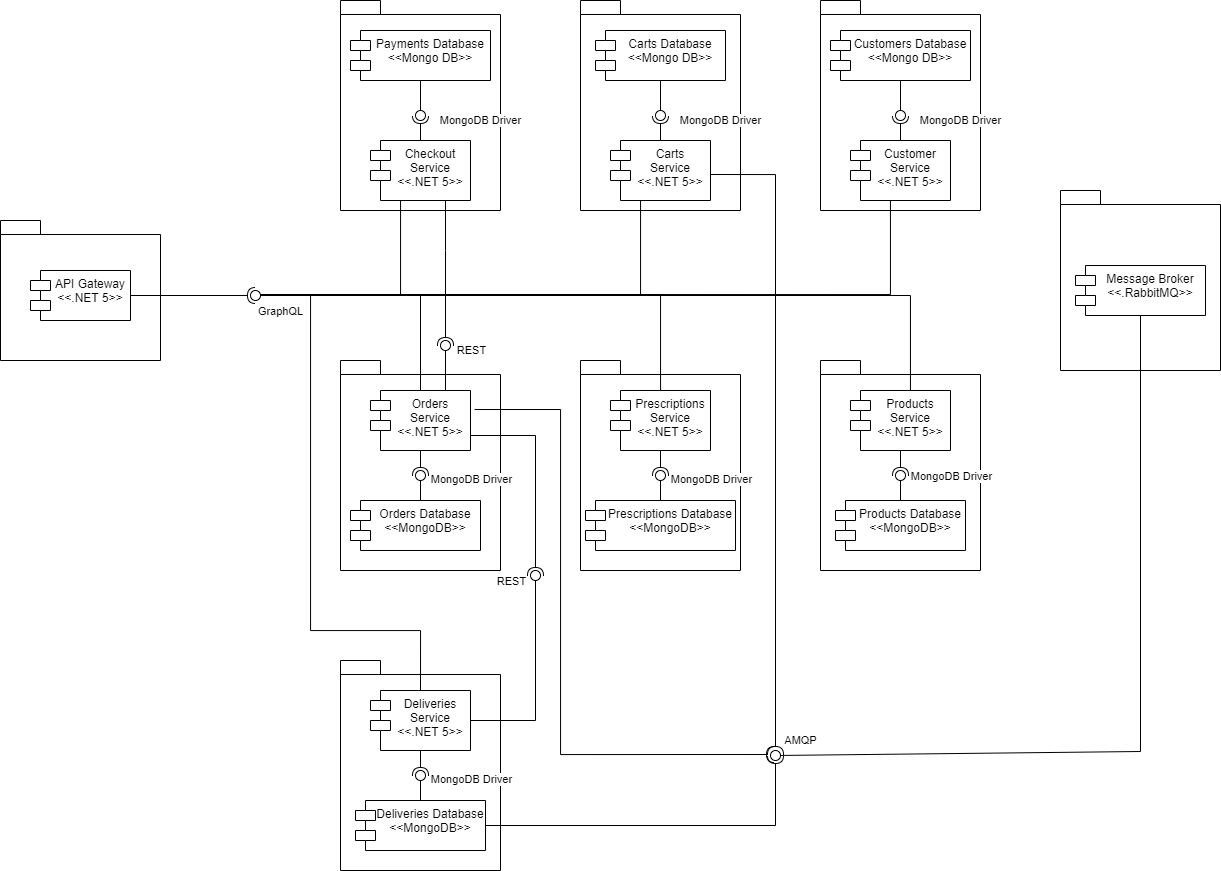 Payments Database
<<Mongo DB>>
MongoDB Driver
Checkout
Service
<<.NET 5>>
Carts Database
<<Mongo DB>>
MongoDB Driver
Carts
Service
<<.NET 5>>
Customers Database
<<Mongo DB>>
MongoDB Driver
Customer
Service
<<.NET 5>>
API Gateway
<<.NET 5>>
GraphQL
Message Broker
<<.RabbitMQ>>
REST
Orders
Service
<<.NET 5>>
MongoDB Driver
Orders Database
<<MongoDB>>
Prescriptions
Service
<<.NET 5>>
MongoDB Driver
Prescriptions Database
<<MongoDB>>
Products
Service
<<.NET 5>>
MongoDB Driver
Products Database
<<MongoDB>>
REST
Deliveries
Service
<<.NET 5>>
MongoDB Driver
Deliveries Database
<<MongoDB>>
AMQP